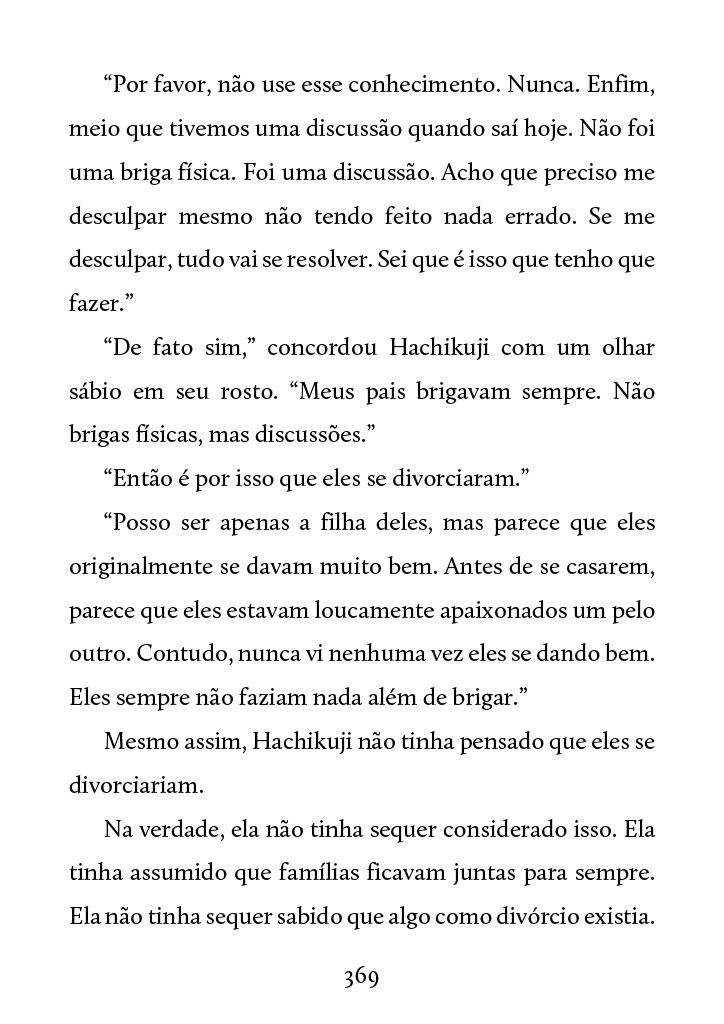 “Por favor, não use esse conhecimento. Nunca. Enfim,
meio que tivemos uma discussão quando saí hoje. Não foi
uma briga física. Foi uma discussão. Acho que preciso me
desculpar mesmo não tendo feito nada errado. Se me
desculpar, tudo vai se resolver. Sei que é isso que tenho que
fazer.”
“De fato sim,” concordou Hachikuji com um olhar
sábio em seu rosto. “Meus pais brigavam sempre. Não
brigas físicas, mas discussões.”
“Então é por isso que eles se divorciaram.”
“Posso ser apenas a filha deles, mas parece que eles
originalmente se davam muito bem. Antes de se casarem,
parece que eles estavam loucamente apaixonados um pelo
outro. Contudo, nunca vi nenhuma vez eles se dando bem.
Eles sempre não faziam nada além de brigar.”
Mesmo assim, Hachikuji não tinha pensado que eles se
divorciariam.
Na verdade, ela não tinha sequer considerado isso. Ela
tinha assumido que famílias ficavam juntas para sempre.
Ela não tinha sequer sabido que algo como divórcio existia.
369